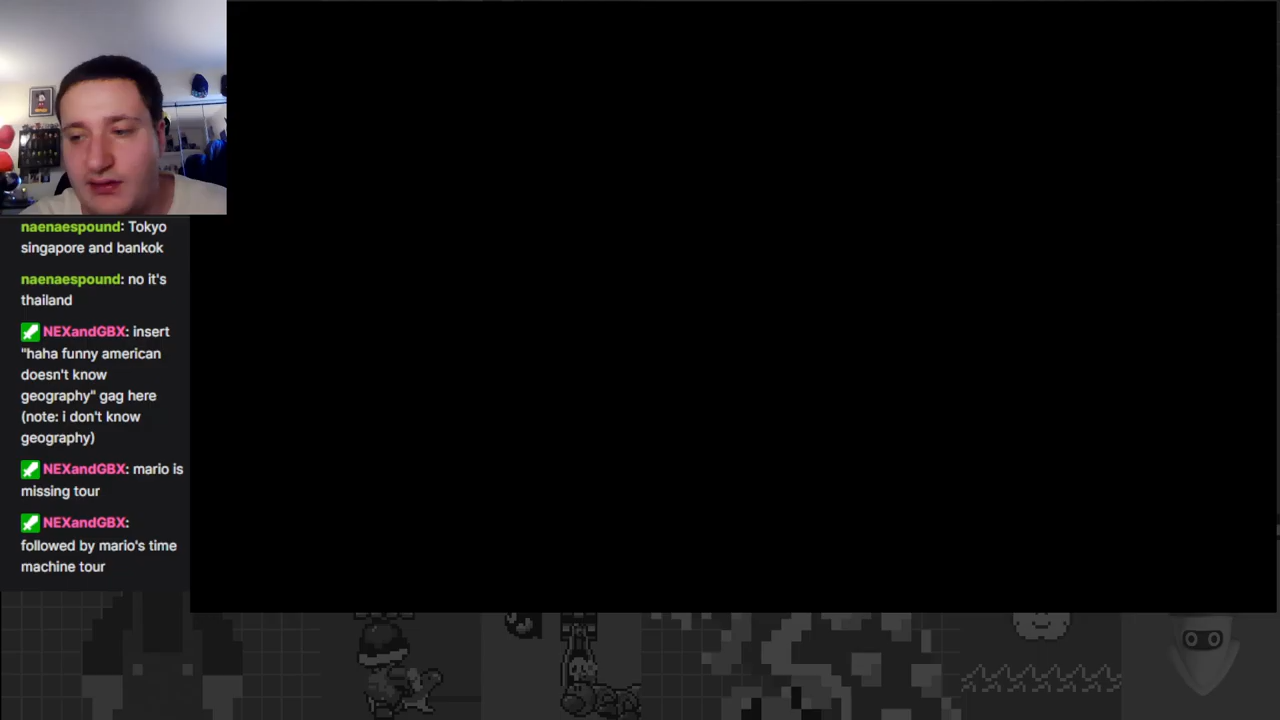 naenaespound: Tokyo
singapore and bankok
naenaespound: no it's
thailand
NEXandGBX: insert
"haha funny american
doesn't know
geography" gag here
(note: i don't know
geography)
NEXandGBX: mario is
missing tour
NEXandGBX:
followed by mario's time
machine tour